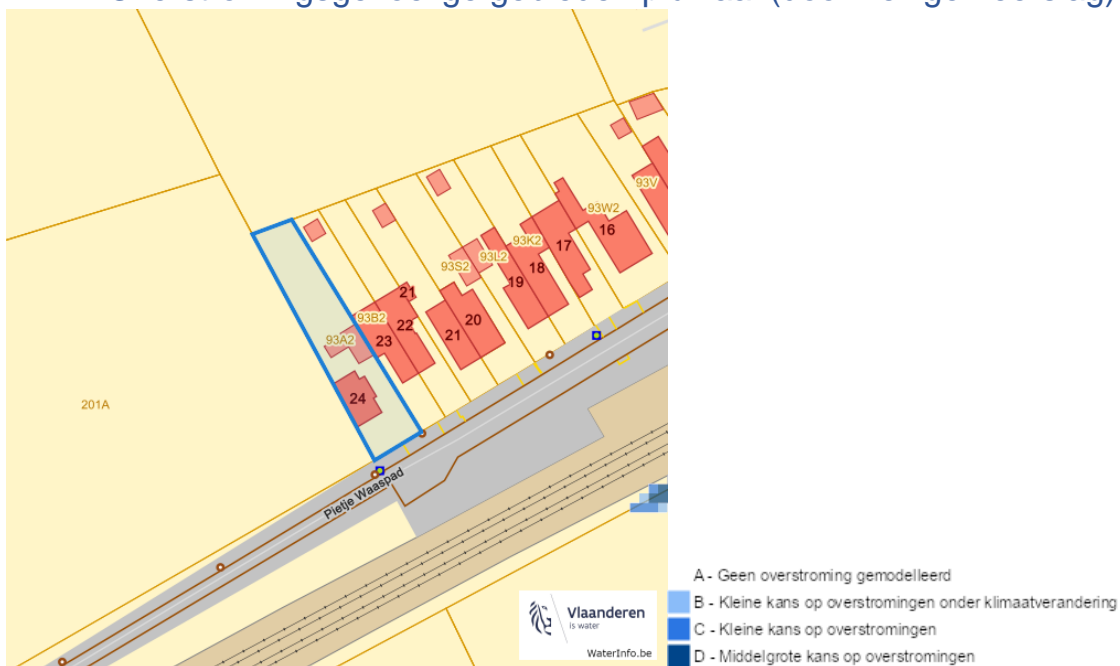 93V
93W2
16
93K2
17
93L2
18
93S2
19
21
93B2
22
20
21
93A2
23
24
201A
Pietje Waaspad
Vlaanderen
is water
WaterInfo.be
A - Geen overstroming gemodelleerd
B - Kleine kans op overstromingen onder klimaatverandering
C - Kleine kans op overstromingen
D - Middelgrote kans op overstromingen